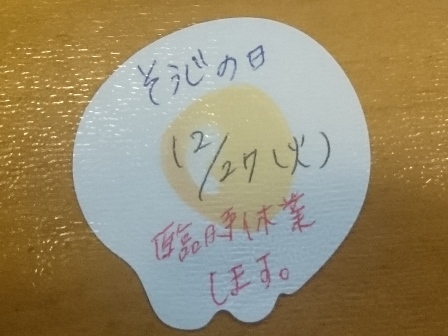 そうじの日
12/27(火)
臨時休業
します。